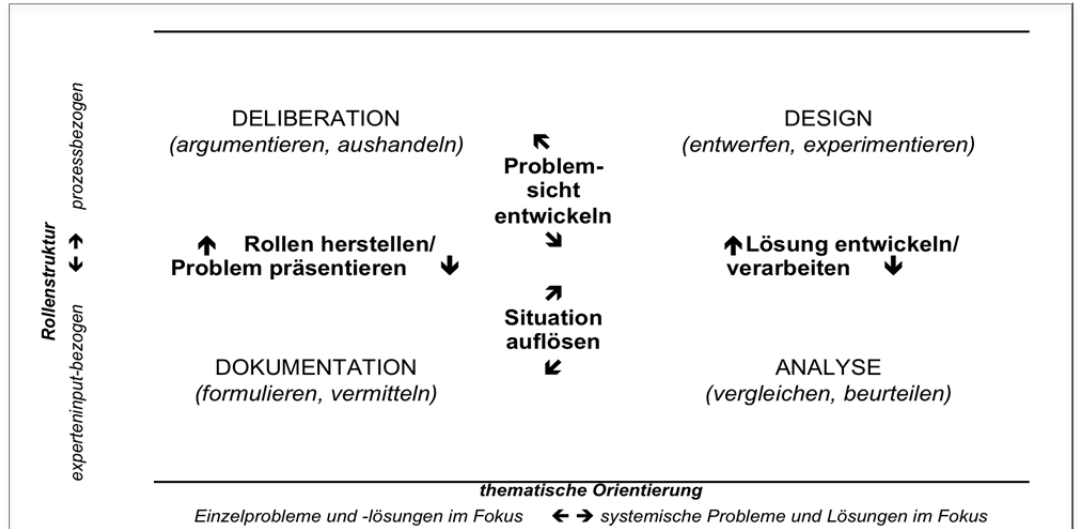 DELIBERATION
(argumentieren, aushandeln)
DESIGN
(entwerfen, experimentieren)
Problem-
sicht
entwickeln
Rollen herstellen/
Problem präsentieren
Lösung entwickeln/
verarbeiten
Situation
auflösen
DOKUMENTATION
(formulieren, vermitteln)
ANALYSE
(vergleichen, beurteilen)
Rollenstruktur
experteninput-bezogen ← → prozessbezogen
thematische Orientierung
Einzelprobleme und -lösungen im Fokus ← → systemische Probleme und Lösungen im Fokus